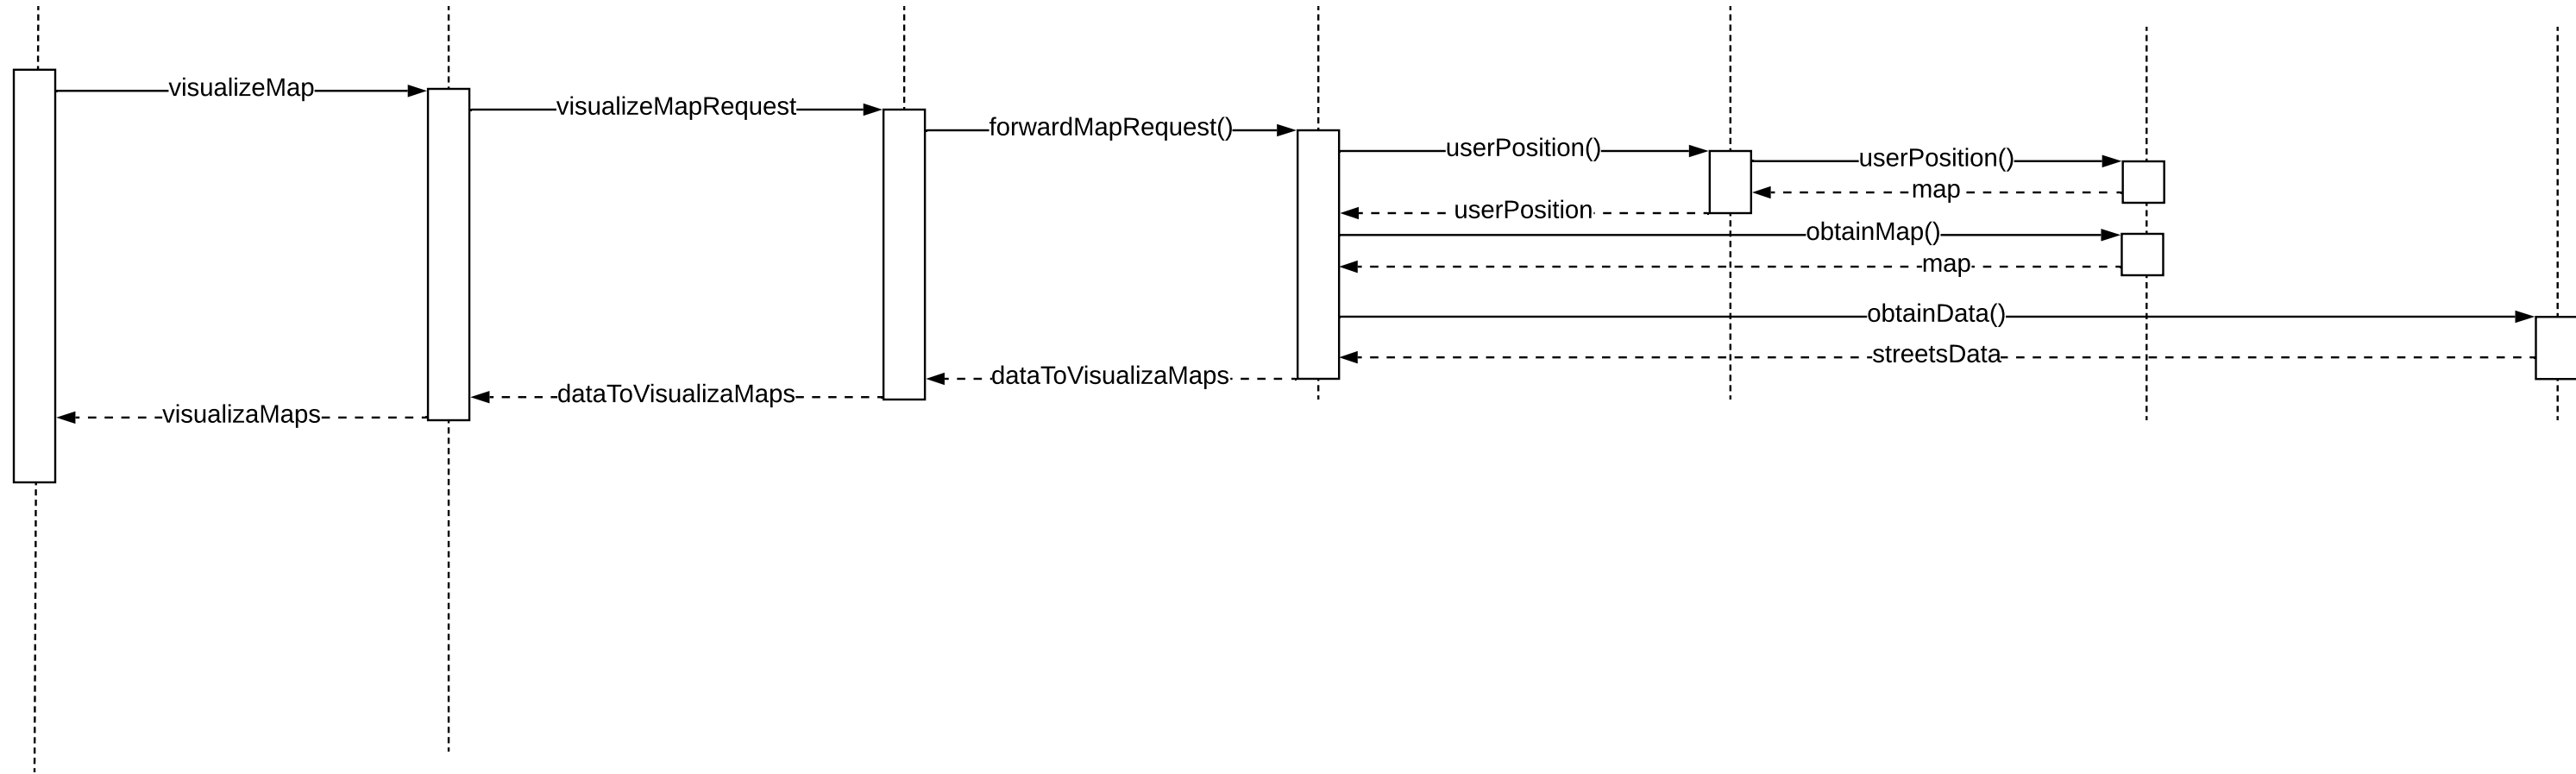 visualizeMap
visualizeMapRequest
forwardMapRequest()
userPosition()
userPosition()
map
userPosition
obtainMap()
map
obtainData()
streetsData
dataToVisualizaMaps
dataToVisualizaMaps
visualizaMaps